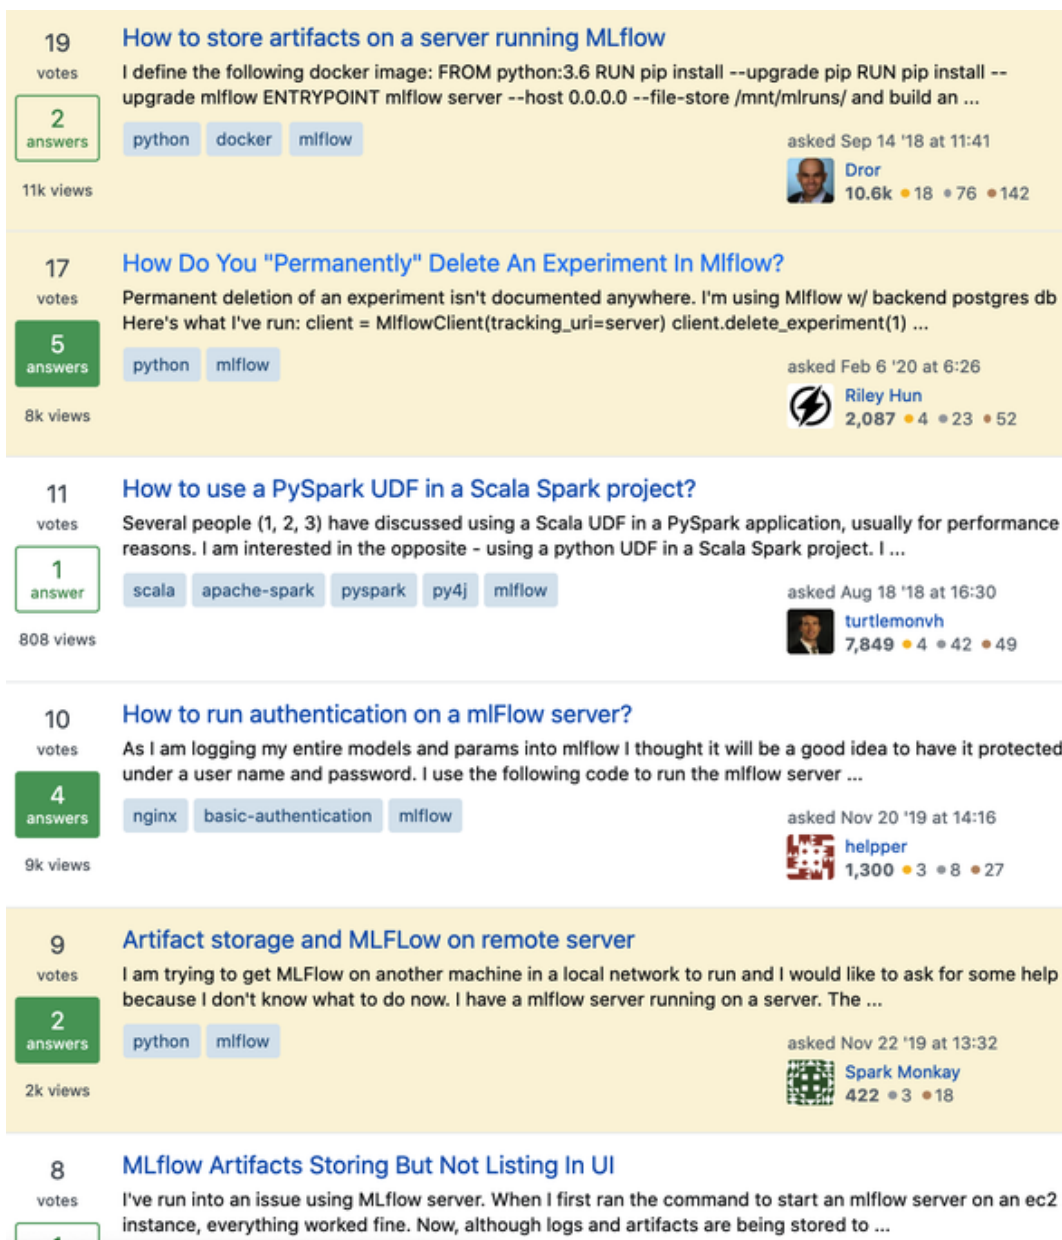 19
votes
2
answers
11k views
How to store artifacts on a server running MLflow
I define the following docker image: FROM python:3.6 RUN pip install --upgrade pip RUN pip install --
upgrade mlflow ENTRYPOINT mlflow server --host 0.0.0.0 --file-store /mnt/mlruns/ and build an ...
python docker mlflow
asked Sep 14 '18 at 11:41
Dror
10.6k 18 76 142
17
votes
5
answers
8k views
How Do You "Permanently" Delete An Experiment In Mlflow?
Permanent deletion of an experiment isn't documented anywhere. I'm using Mlflow w/ backend postgres db
Here's what I've run: client = MlflowClient(tracking_uri=server) client.delete_experiment(1) ...
python mlflow
asked Feb 6 '20 at 6:26
Riley Hun
2,087 4 23 52
11
votes
1
answer
808 views
How to use a PySpark UDF in a Scala Spark project?
Several people (1, 2, 3) have discussed using a Scala UDF in a PySpark application, usually for performance
reasons. I am interested in the opposite - using a python UDF in a Scala Spark project. I ...
scala apache-spark pyspark py4j mlflow
asked Aug 18 '18 at 16:30
turtlemonvh
7,849 4 42 49
10
votes
4
answers
9k views
How to run authentication on a mlFlow server?
As I am logging my entire models and params into mlflow I thought it will be a good idea to have it protected
under a user name and password. I use the following code to run the mlflow server ...
nginx basic-authentication mlflow
asked Nov 20 '19 at 14:16
helpper
1,300 3 8 27
9
votes
2
answers
2k views
Artifact storage and MLFLow on remote server
I am trying to get MLFlow on another machine in a local network to run and I would like to ask for some help
because I don't know what to do now. I have a mlflow server running on a server. The ...
python mlflow
asked Nov 22 '19 at 13:32
Spark Monkay
422 3 18
8
votes
MLflow Artifacts Storing But Not Listing In UI
I've run into an issue using MLflow server. When I first ran the command to start an mlflow server on an ec2
instance, everything worked fine. Now, although logs and artifacts are being stored to ...